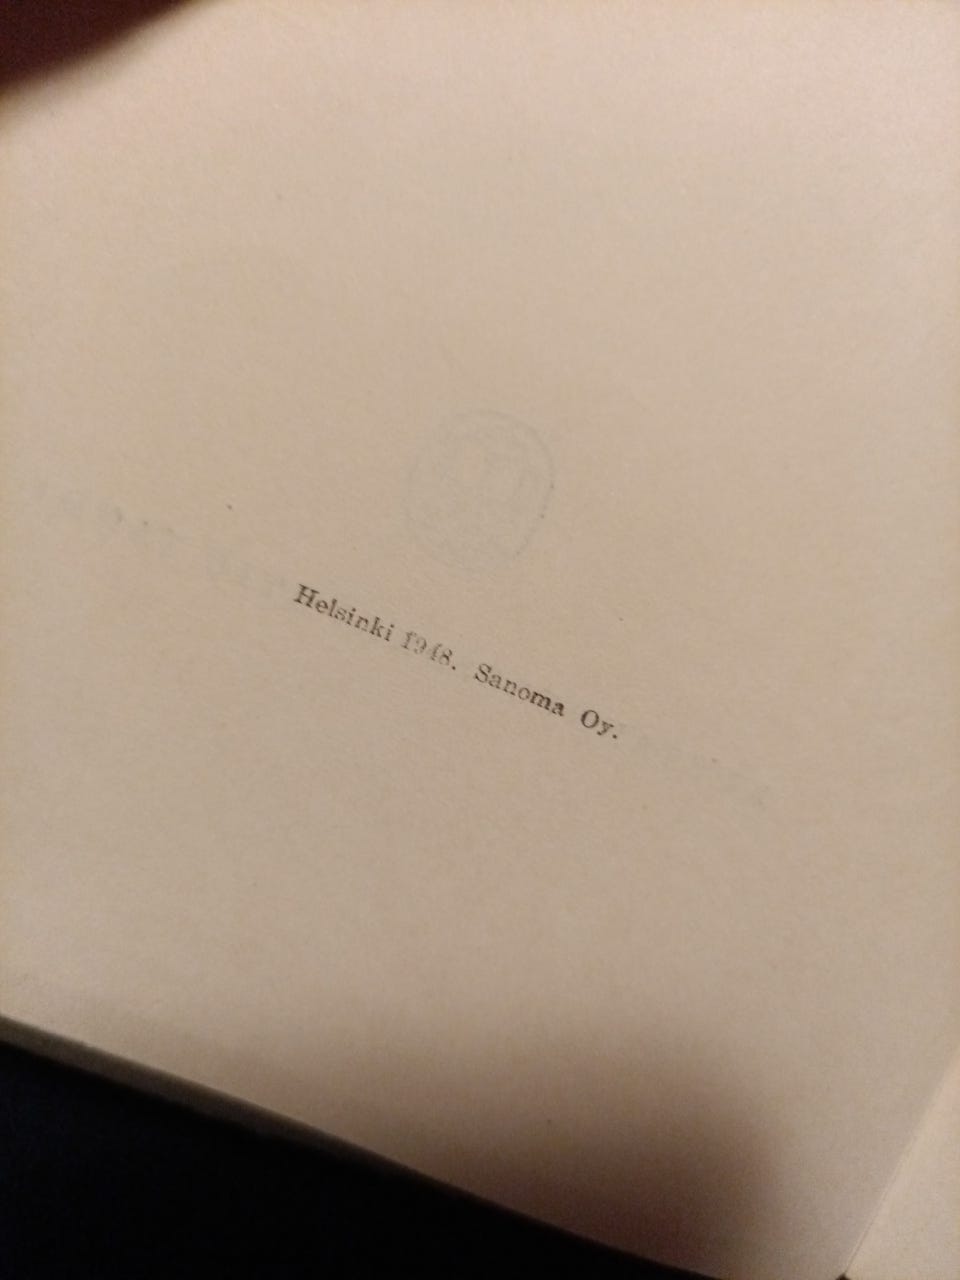 Helsinki 1948. Sanoma Oy.